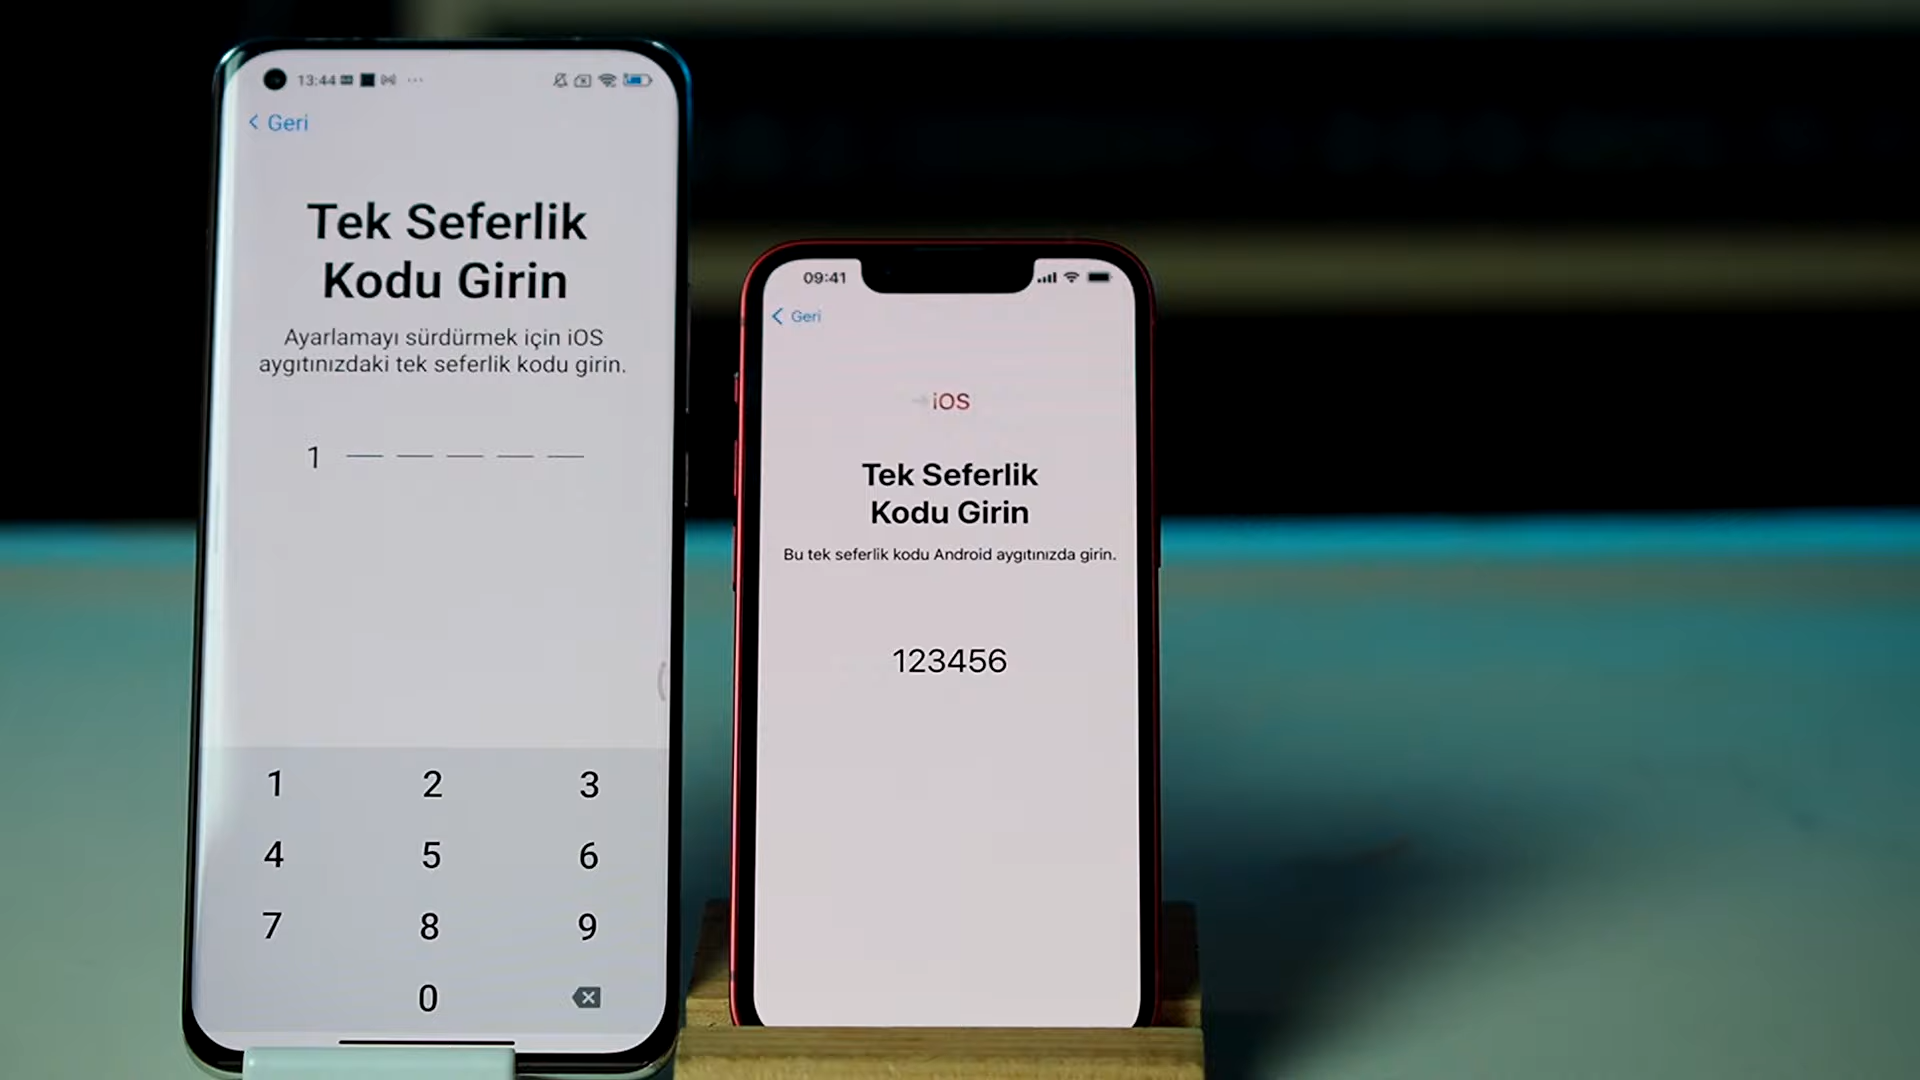 13:44
< Geri
Tek Seferlik
Kodu Girin
Ayarlamayı sürdürmek için iOS
aygıtınızdaki tek seferlik kodu girin.
1
1 2 3
4 5 6
7 8 9
0
09:41
< Geri
iOS
Tek Seferlik
Kodu Girin
Bu tek seferlik kodu Android aygıtınızda girin.
123456